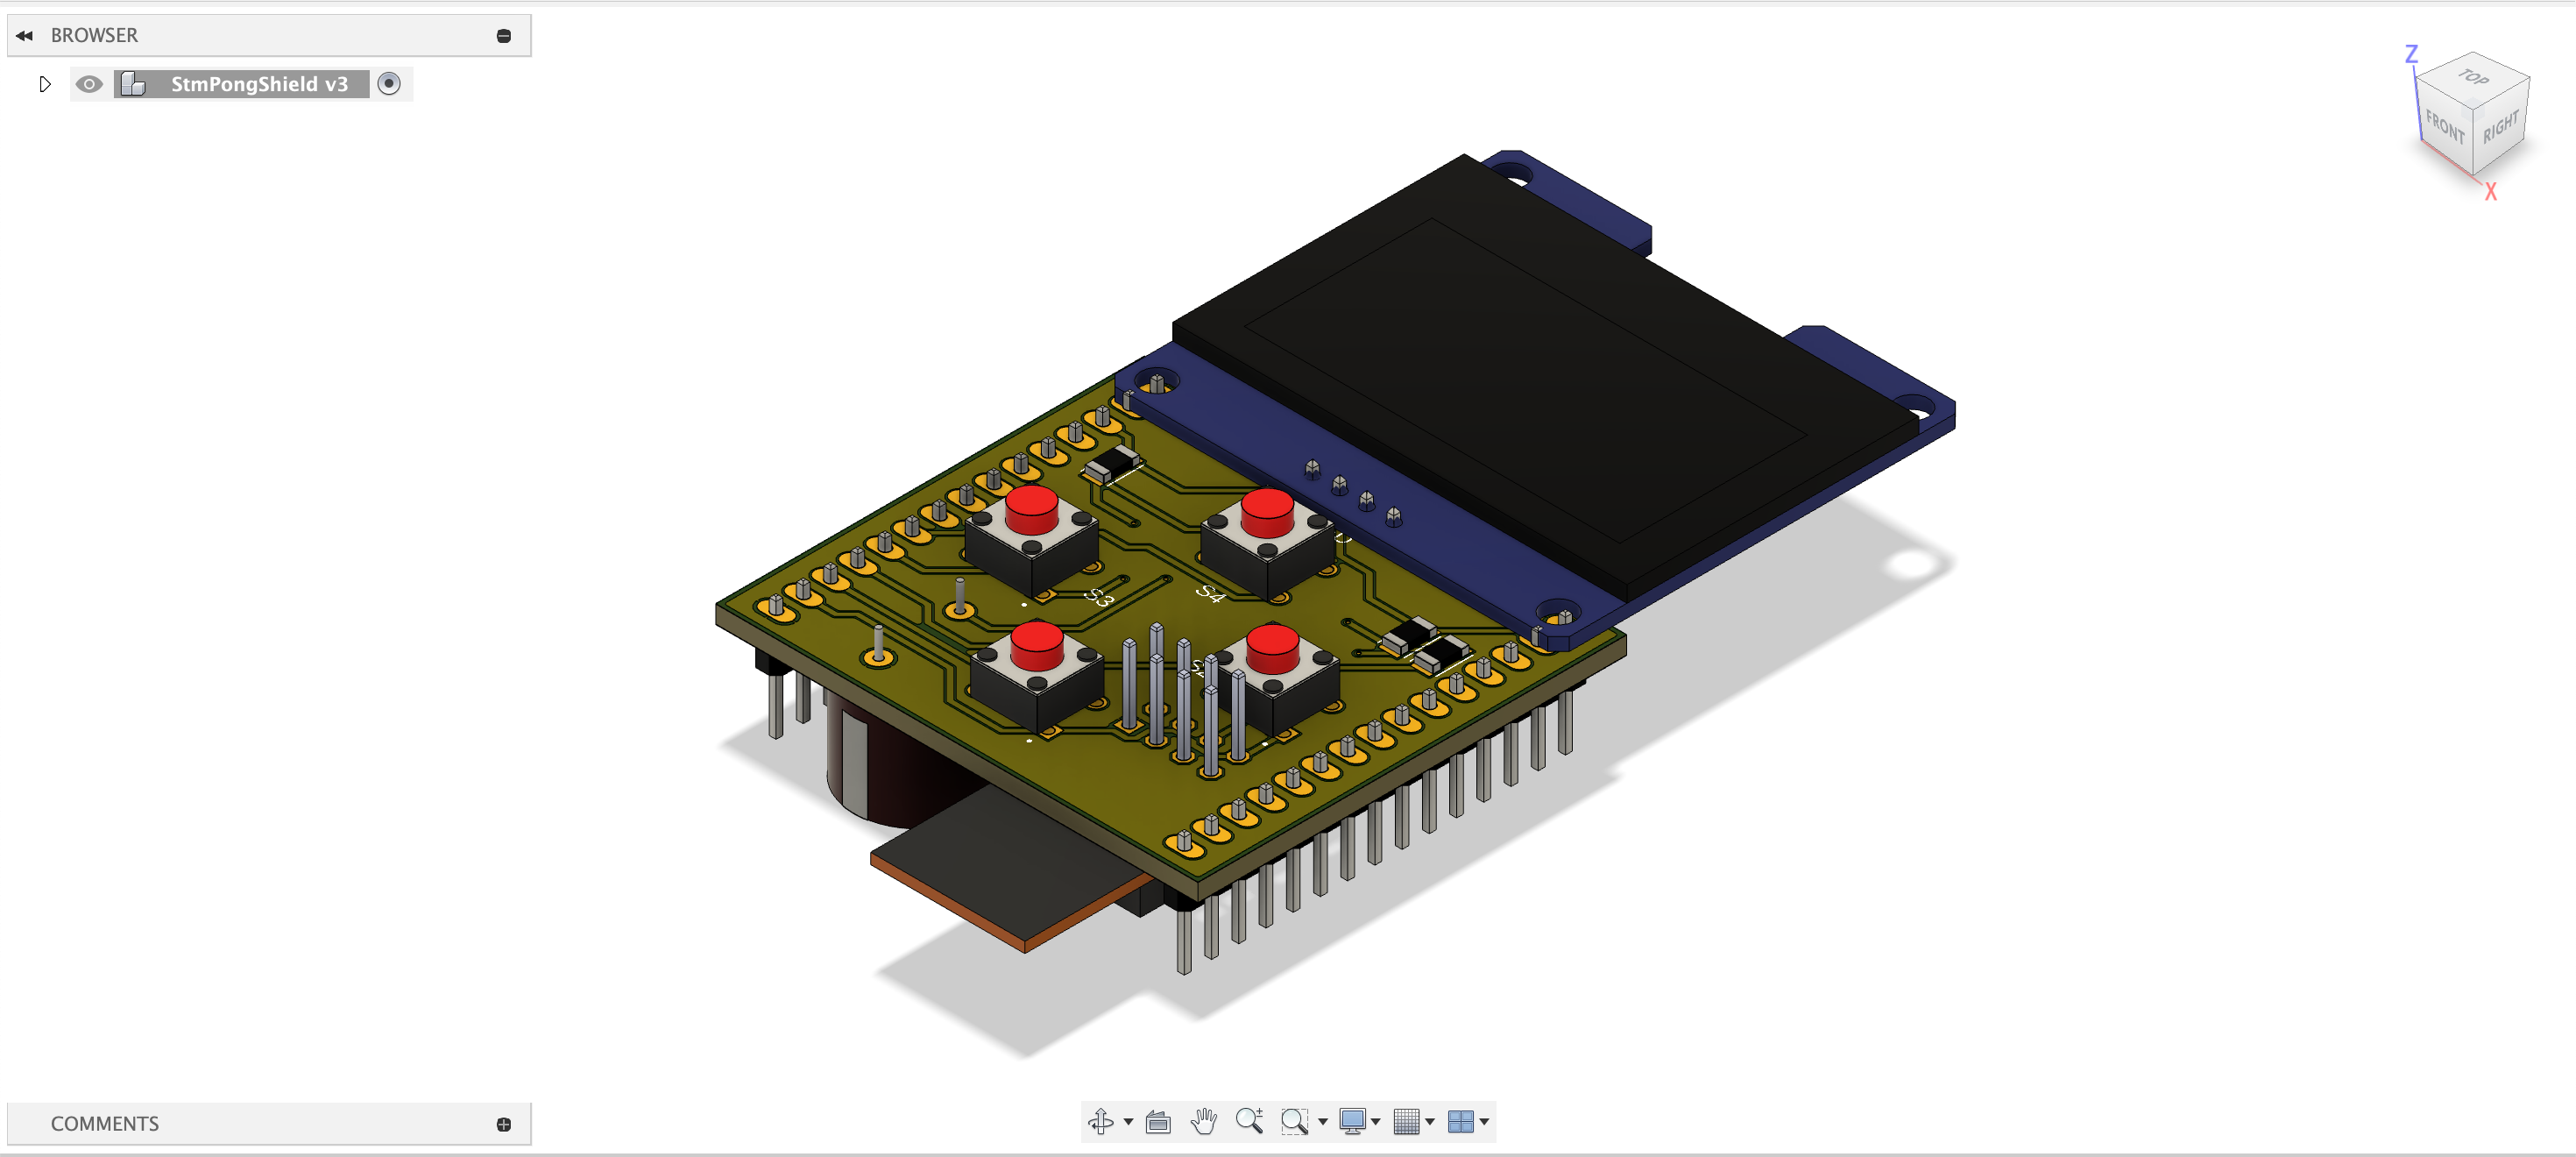 BROWSER
StmPongShield v3
Z
TOP
FRONT
RIGHT
X
S3
S4
COMMENTS